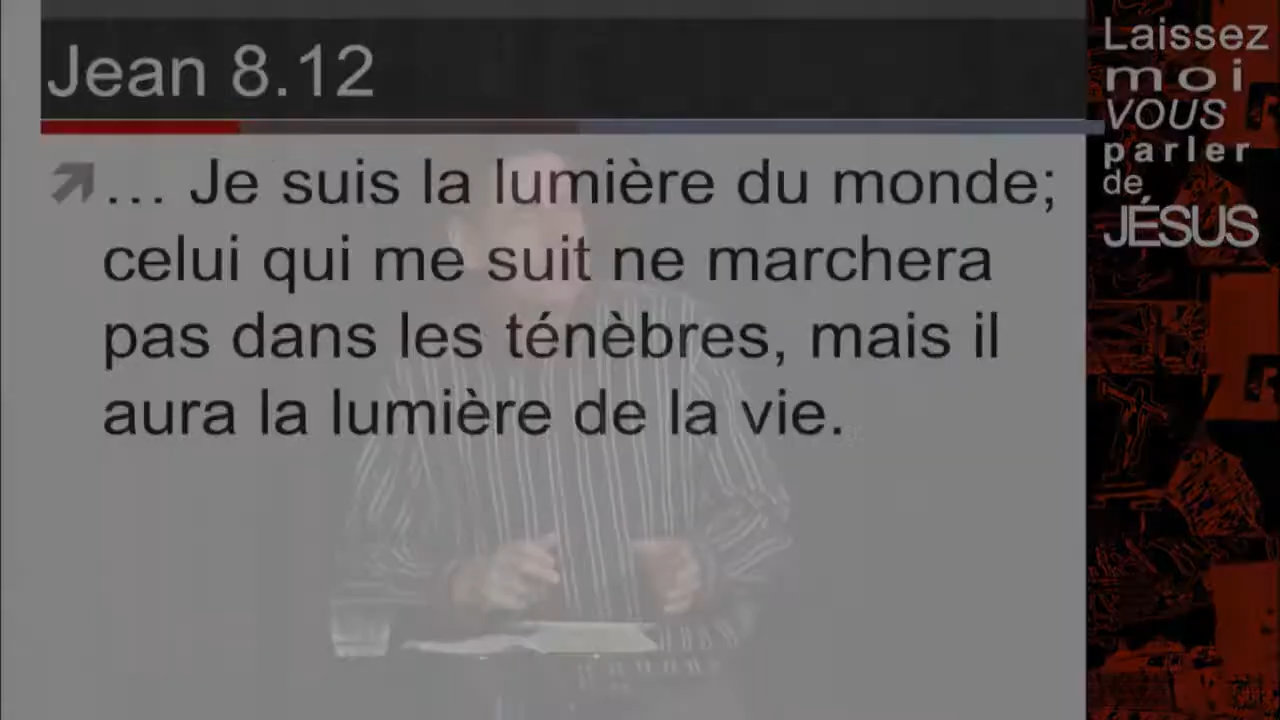 Jean 8.12
… Je suis la lumière du monde;
celui qui me suit ne marchera
pas dans les ténèbres, mais il
aura la lumière de la vie.
Laissez
moi
VOUS
parler
de
JÉSUS